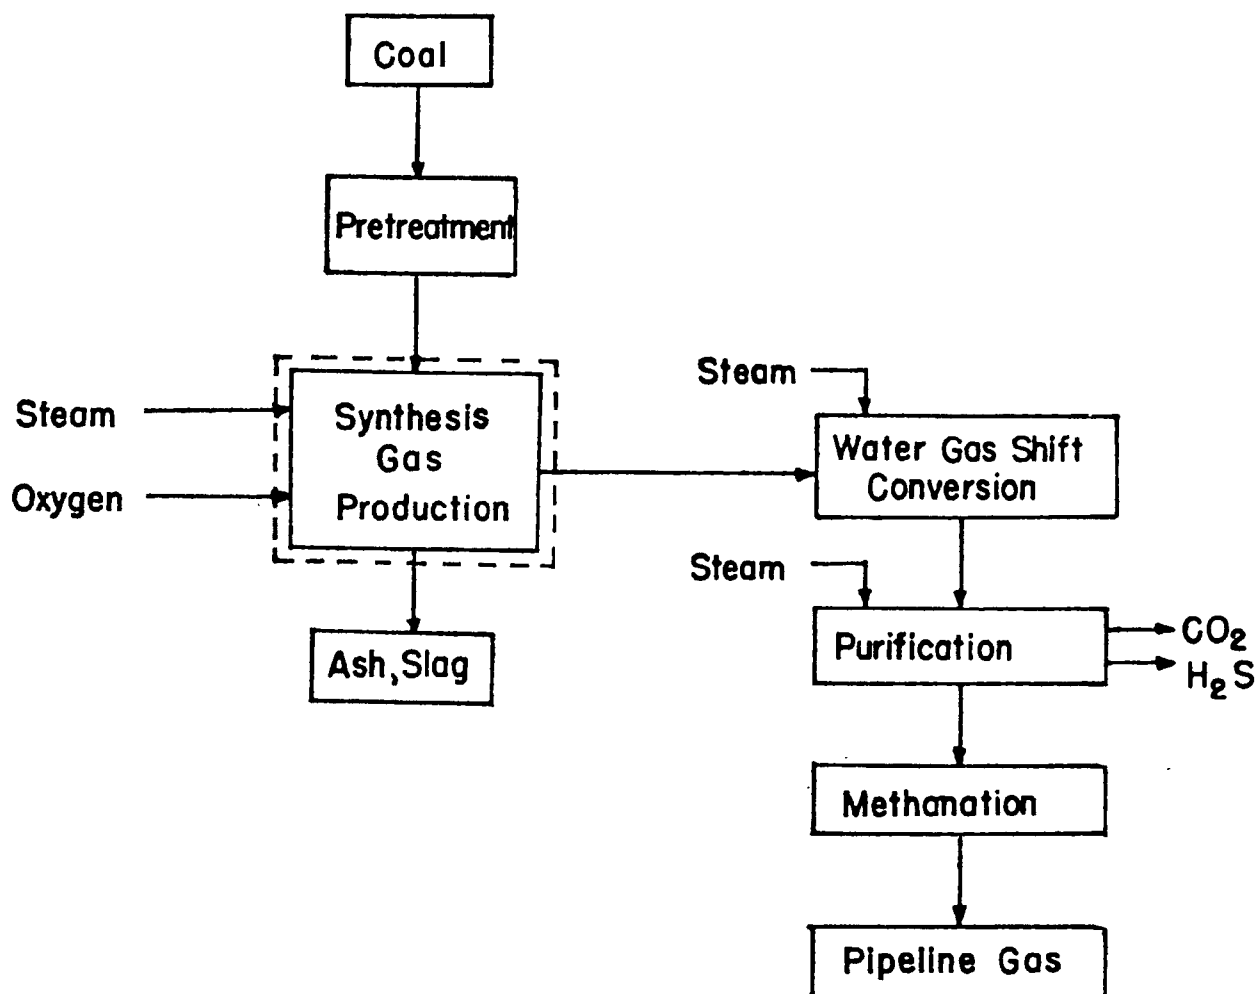 Coal
Pretreatment
Steam
Oxygen
Synthesis
Gas
Production
Ash, Slag
Steam
Water Gas Shift
Conversion
Steam
Purification
CO₂
H₂S
Methanation
Pipeline Gas